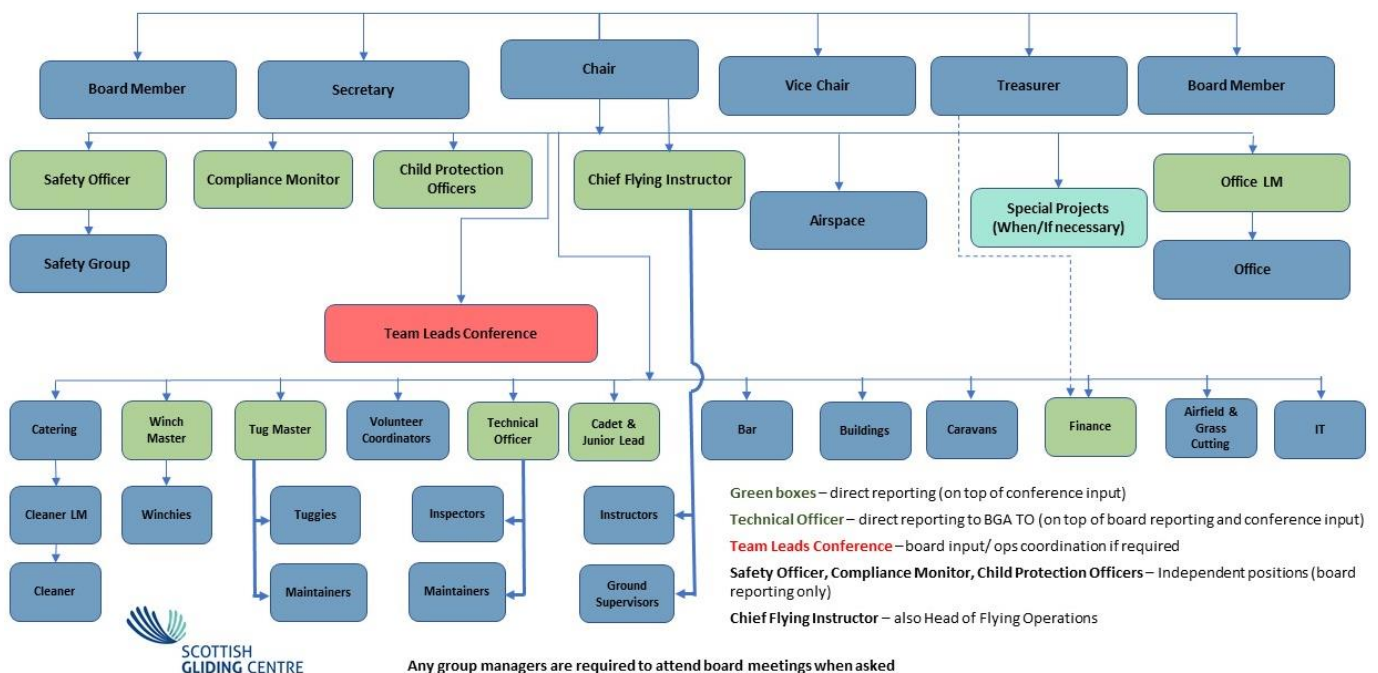 Board Member
Secretary
Chair
Vice Chair
Treasurer
Board Member
Safety Officer
Compliance Monitor
Child Protection
Officers
Chief Flying Instructor
Airspace
Special Projects
(When/If necessary)
Office LM
Safety Group
Office
Team Leads Conference
Catering
Winch
Master
Tug Master
Volunteer
Coordinators
Technical
Officer
Cadet &
Junior Lead
Bar
Buildings
Caravans
Finance
Airfield &
Grass
Cutting
IT
Cleaner LM
Winchies
Tuggies
Inspectors
Instructors
Cleaner
Maintainers
Maintainers
Ground
Supervisors
Green boxes – direct reporting (on top of conference input)
Technical Officer – direct reporting to BGA TO (on top of board reporting and conference input)
Team Leads Conference – board input/ ops coordination if required
Safety Officer, Compliance Monitor, Child Protection Officers – Independent positions (board
reporting only)
Chief Flying Instructor – also Head of Flying Operations
SCOTTISH
GLIDING CENTRE
Any group managers are required to attend board meetings when asked